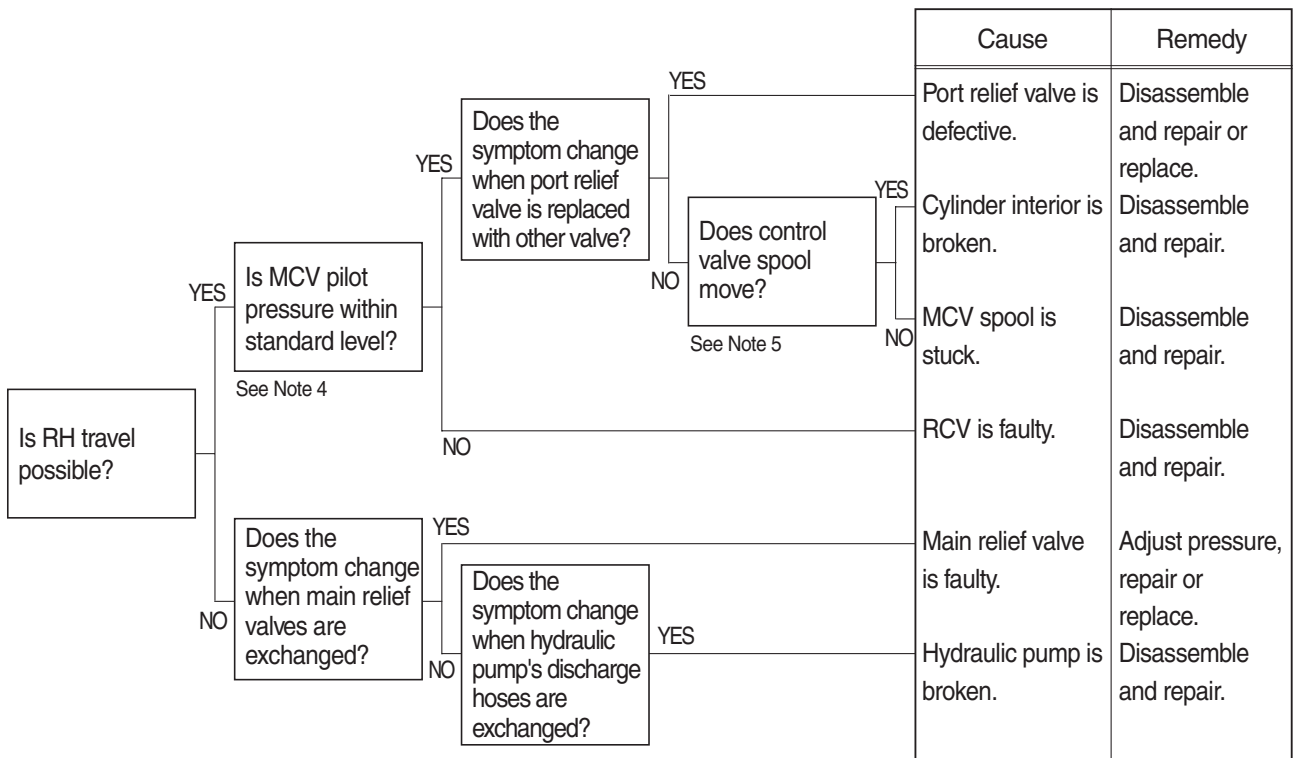 Cause
Remedy
YES
Port relief valve is
defective.
Disassemble
and repair or
replace.
Does the
symptom change
when port relief
valve is replaced
with other valve?
YES
YES
Cylinder interior is
broken.
Disassemble
and repair.
Does control
valve spool
move?
NO
See Note 5
NO
MCV spool is
stuck.
Disassemble
and repair.
Is MCV pilot
pressure within
standard level?
YES
See Note 4
NO
RCV is faulty.
Disassemble
and repair.
Is RH travel
possible?
Does the
symptom change
when main relief
valves are
exchanged?
NO
YES
Main relief valve
is faulty.
Adjust pressure,
repair or
replace.
Does the
symptom change
when hydraulic
pump's discharge
hoses are
exchanged?
NO
YES
Hydraulic pump is
broken.
Disassemble
and repair.